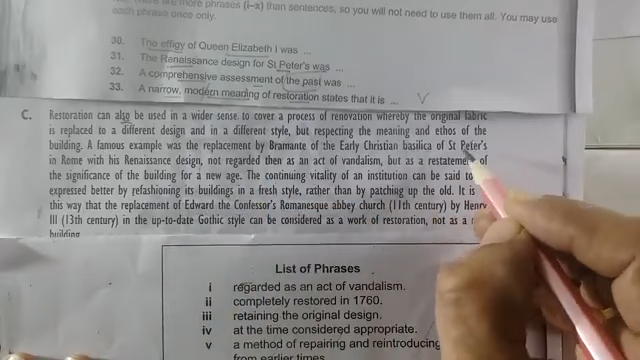 are more phrases (i-x) than sentences, so you will not need to use them all. You may use
each phrase once only.
30. The effigy of Queen Elizabeth I was ...
31. The Renaissance design for St Peter's was ...
32. A comprehensive assessment of the past was ...
33. A narrow, modern meaning of restoration states that it is ...
C. Restoration can also be used in a wider sense to cover a process of renovation whereby the original fabric
is replaced to a different design and in a different style, but respecting the meaning and ethos of the
building. A famous example was the replacement by Bramante of the Early Christian basilica of St Peter's
in Rome with his Renaissance design, not regarded then as an act of vandalism, but as a restatement of
the significance of the building for a new age. The continuing vitality of an institution can be said to
expressed better by refashioning its buildings in a fresh style, rather than by patching up the old. It is
this way that the replacement of Edward the Confessor's Romanesque abbey church (11th century) by Henry
III (13th century) in the up-to-date Gothic style can be considered as a work of restoration, not as a
building
List of Phrases
i regarded as an act of vandalism.
ii completely restored in 1760.
iii retaining the original design.
iv at the time considered appropriate.
v a method of repairing and reintroducing
from earlier times